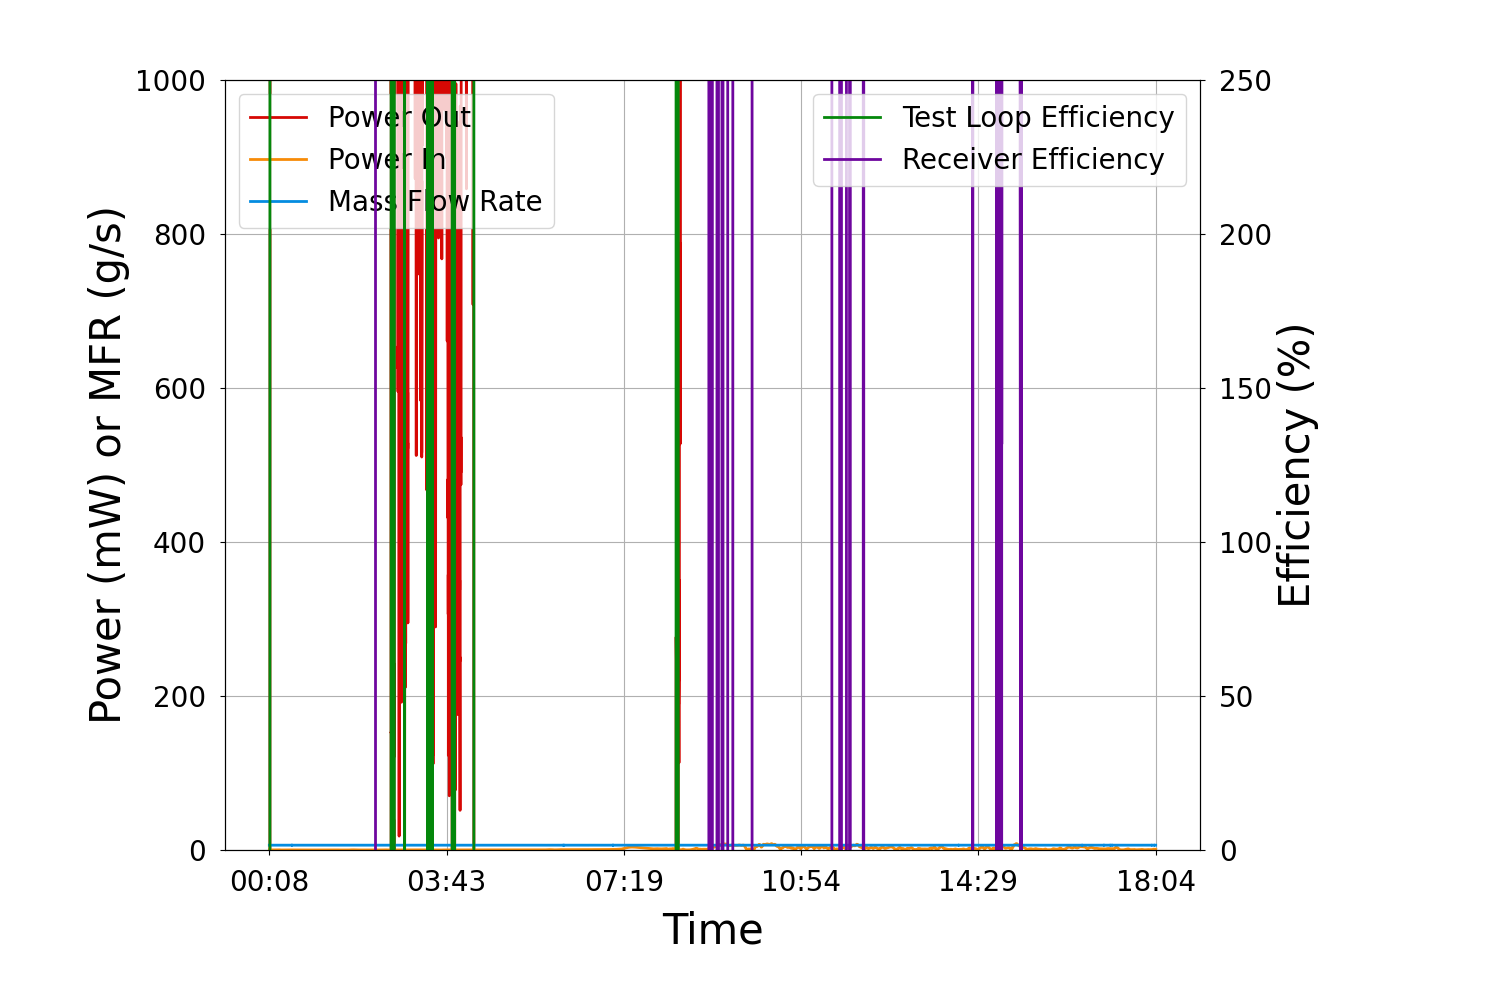 1000
800
600
400
200
0
Power (mW) or MFR (g/s)
Power Out
Power In
Mass Flow Rate
Test Loop Efficiency
Receiver Efficiency
250
200
150
100
50
0
Efficiency (%)
00:08 03:43 07:19 10:54 14:29 18:04
Time